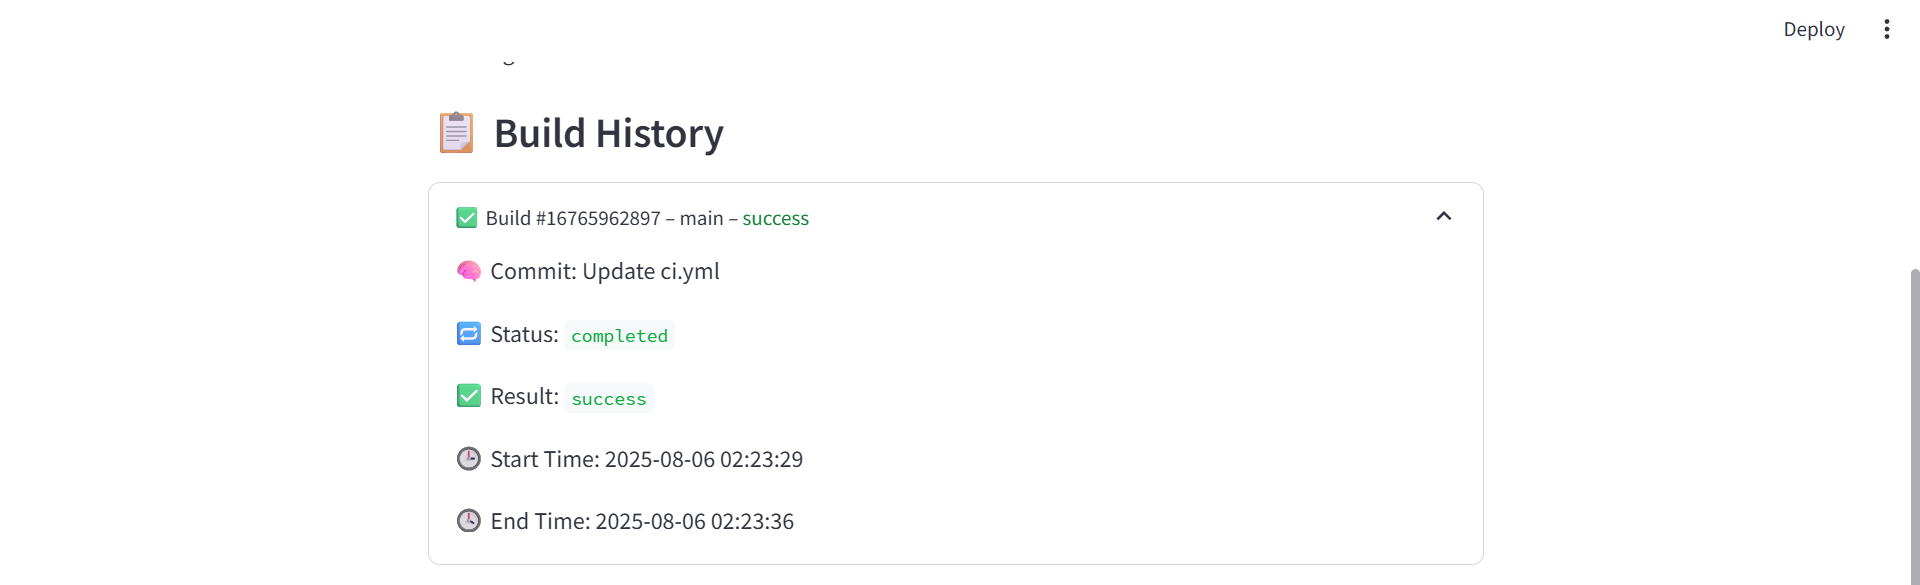 Deploy
Build History
Build #16765962897 – main – success
Commit: Update ci.yml
Status: completed
Result: success
Start Time: 2025-08-06 02:23:29
End Time: 2025-08-06 02:23:36